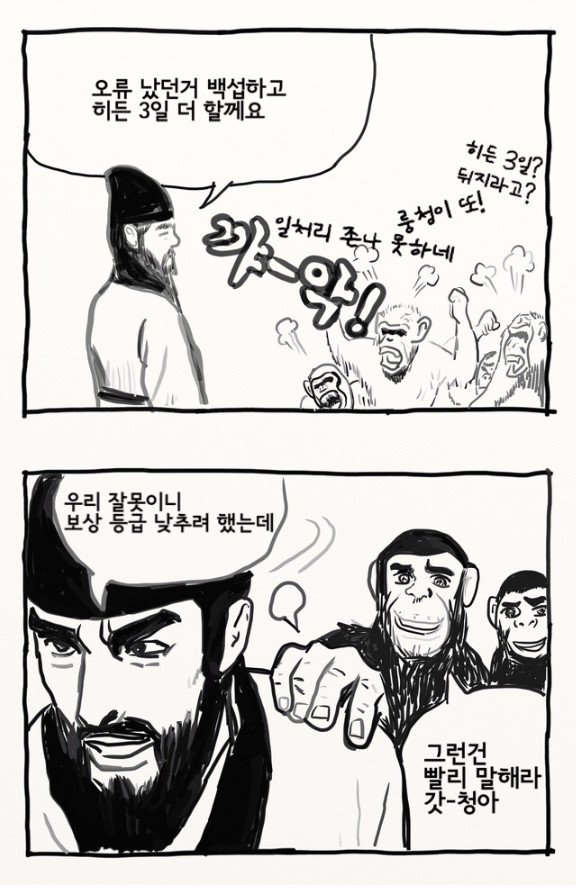 오류 났던거 백섭하고
히든 3일 더 할께요
히든 3일?
뒤지라고?
룽청이 또!
일처리 존나 못하네
캬-악!
우리 잘못이니
보상 등급 낮추려 했는데
그런건
빨리 말해라
갓-청아